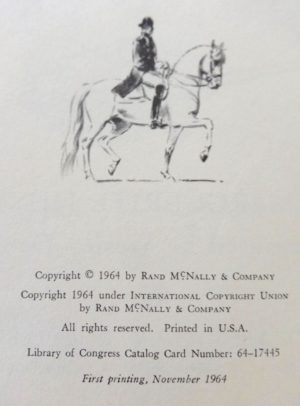 Copyright © 1964 by Rand McNally & Company
Copyright 1964 under International Copyright Union
by Rand McNally & Company
All rights reserved. Printed in U.S.A.
Library of Congress Catalog Card Number: 64-17445
First printing, November 1964